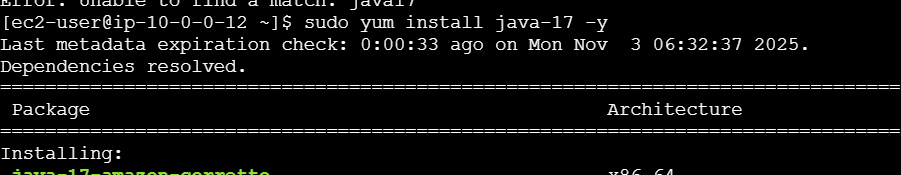 Error: Unable to find a match: java17
[ec2-user@ip-10-0-0-12 ~]$ sudo yum install java-17 -y
Last metadata expiration check: 0:00:33 ago on Mon Nov  3 06:32:37 2025.
Dependencies resolved.
================================================================================
 Package                                           Architecture
================================================================================
Installing:
 java-17-amazon-corretto                           x86_64